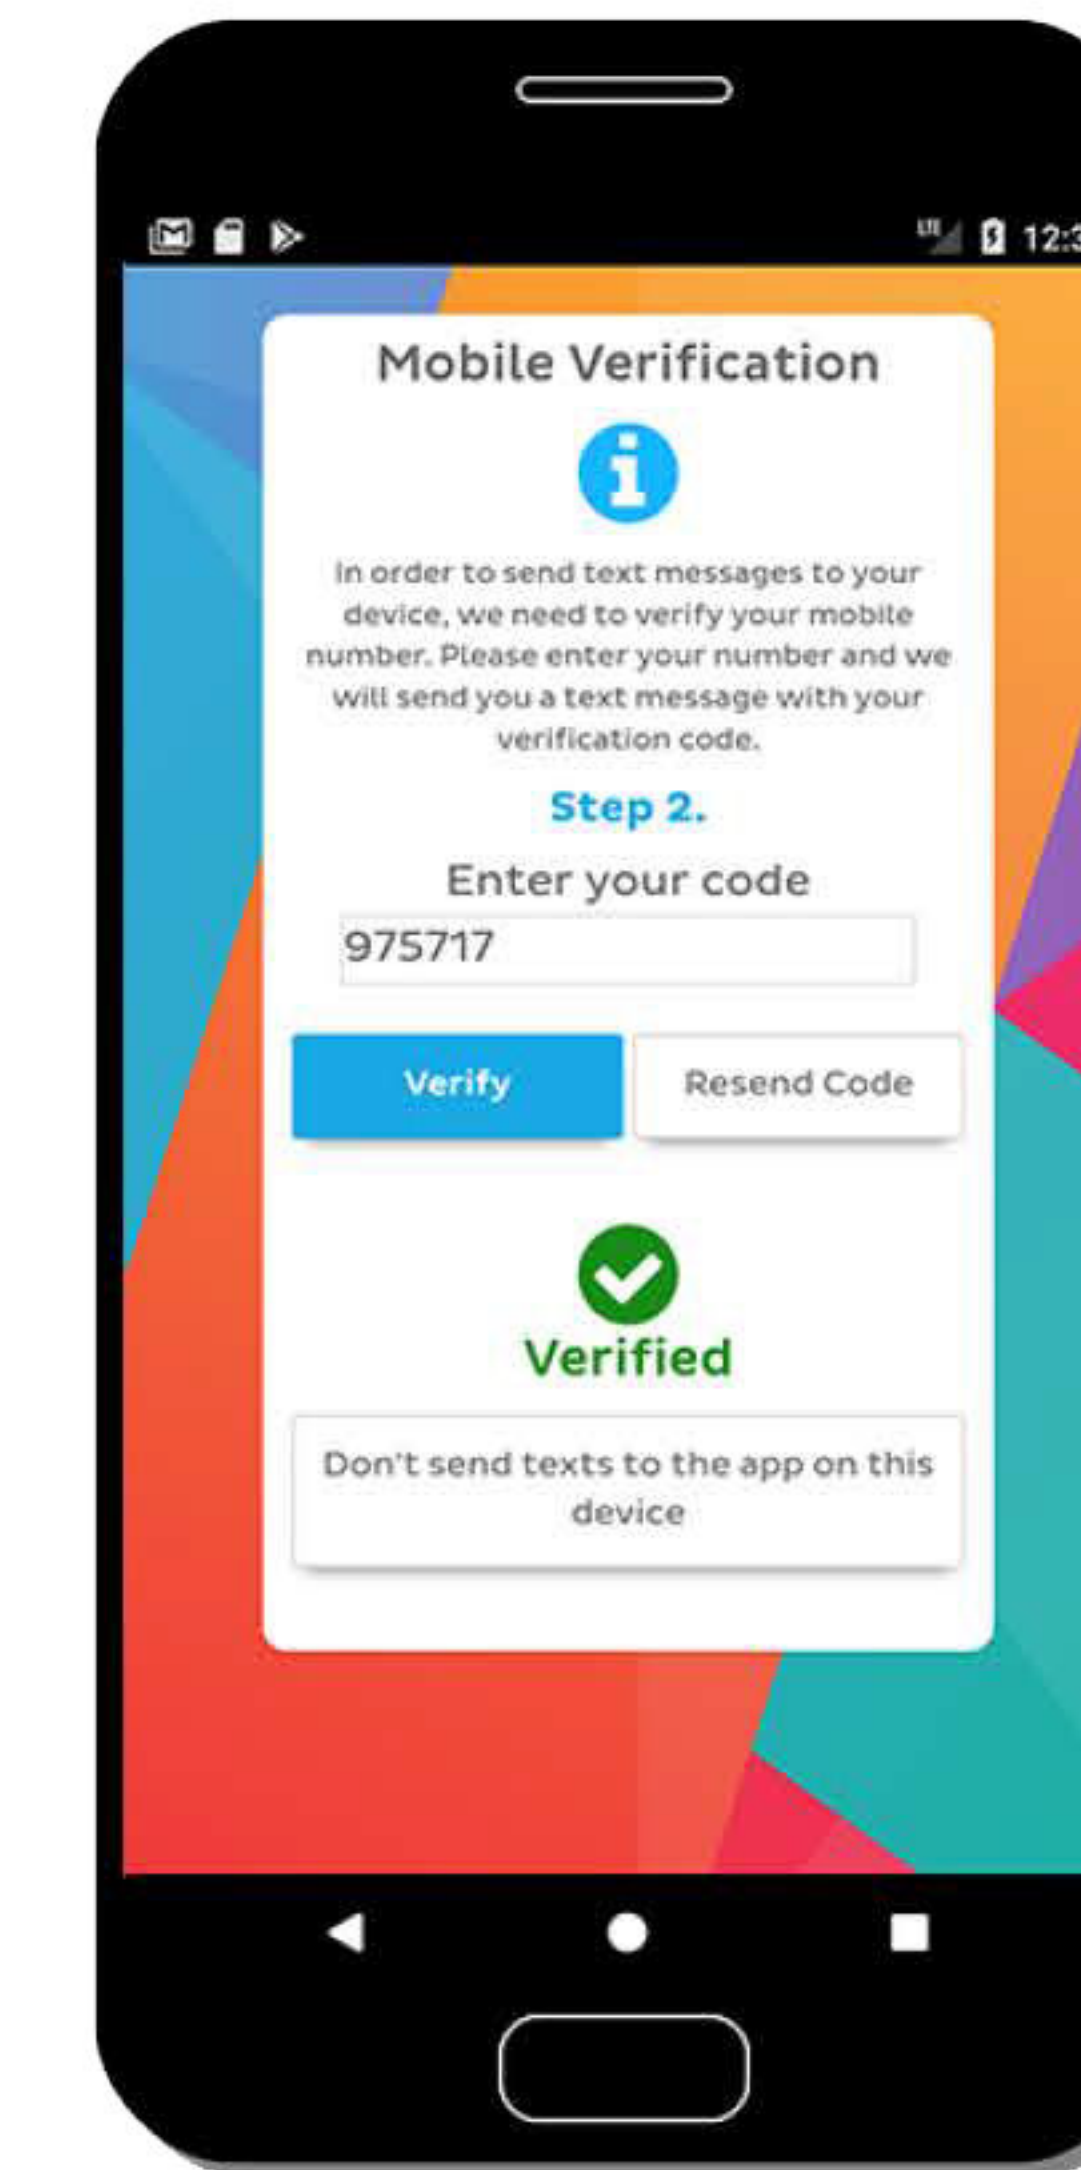 LTE
Mobile Verification
In order to send text messages to your
device, we need to verify your mobile
number. Please enter your number and we
will send you a text message with your
verification code.
Step 2.
Enter your code
975717
Verify Resend Code
Verified
Don't send texts to the app on this
device